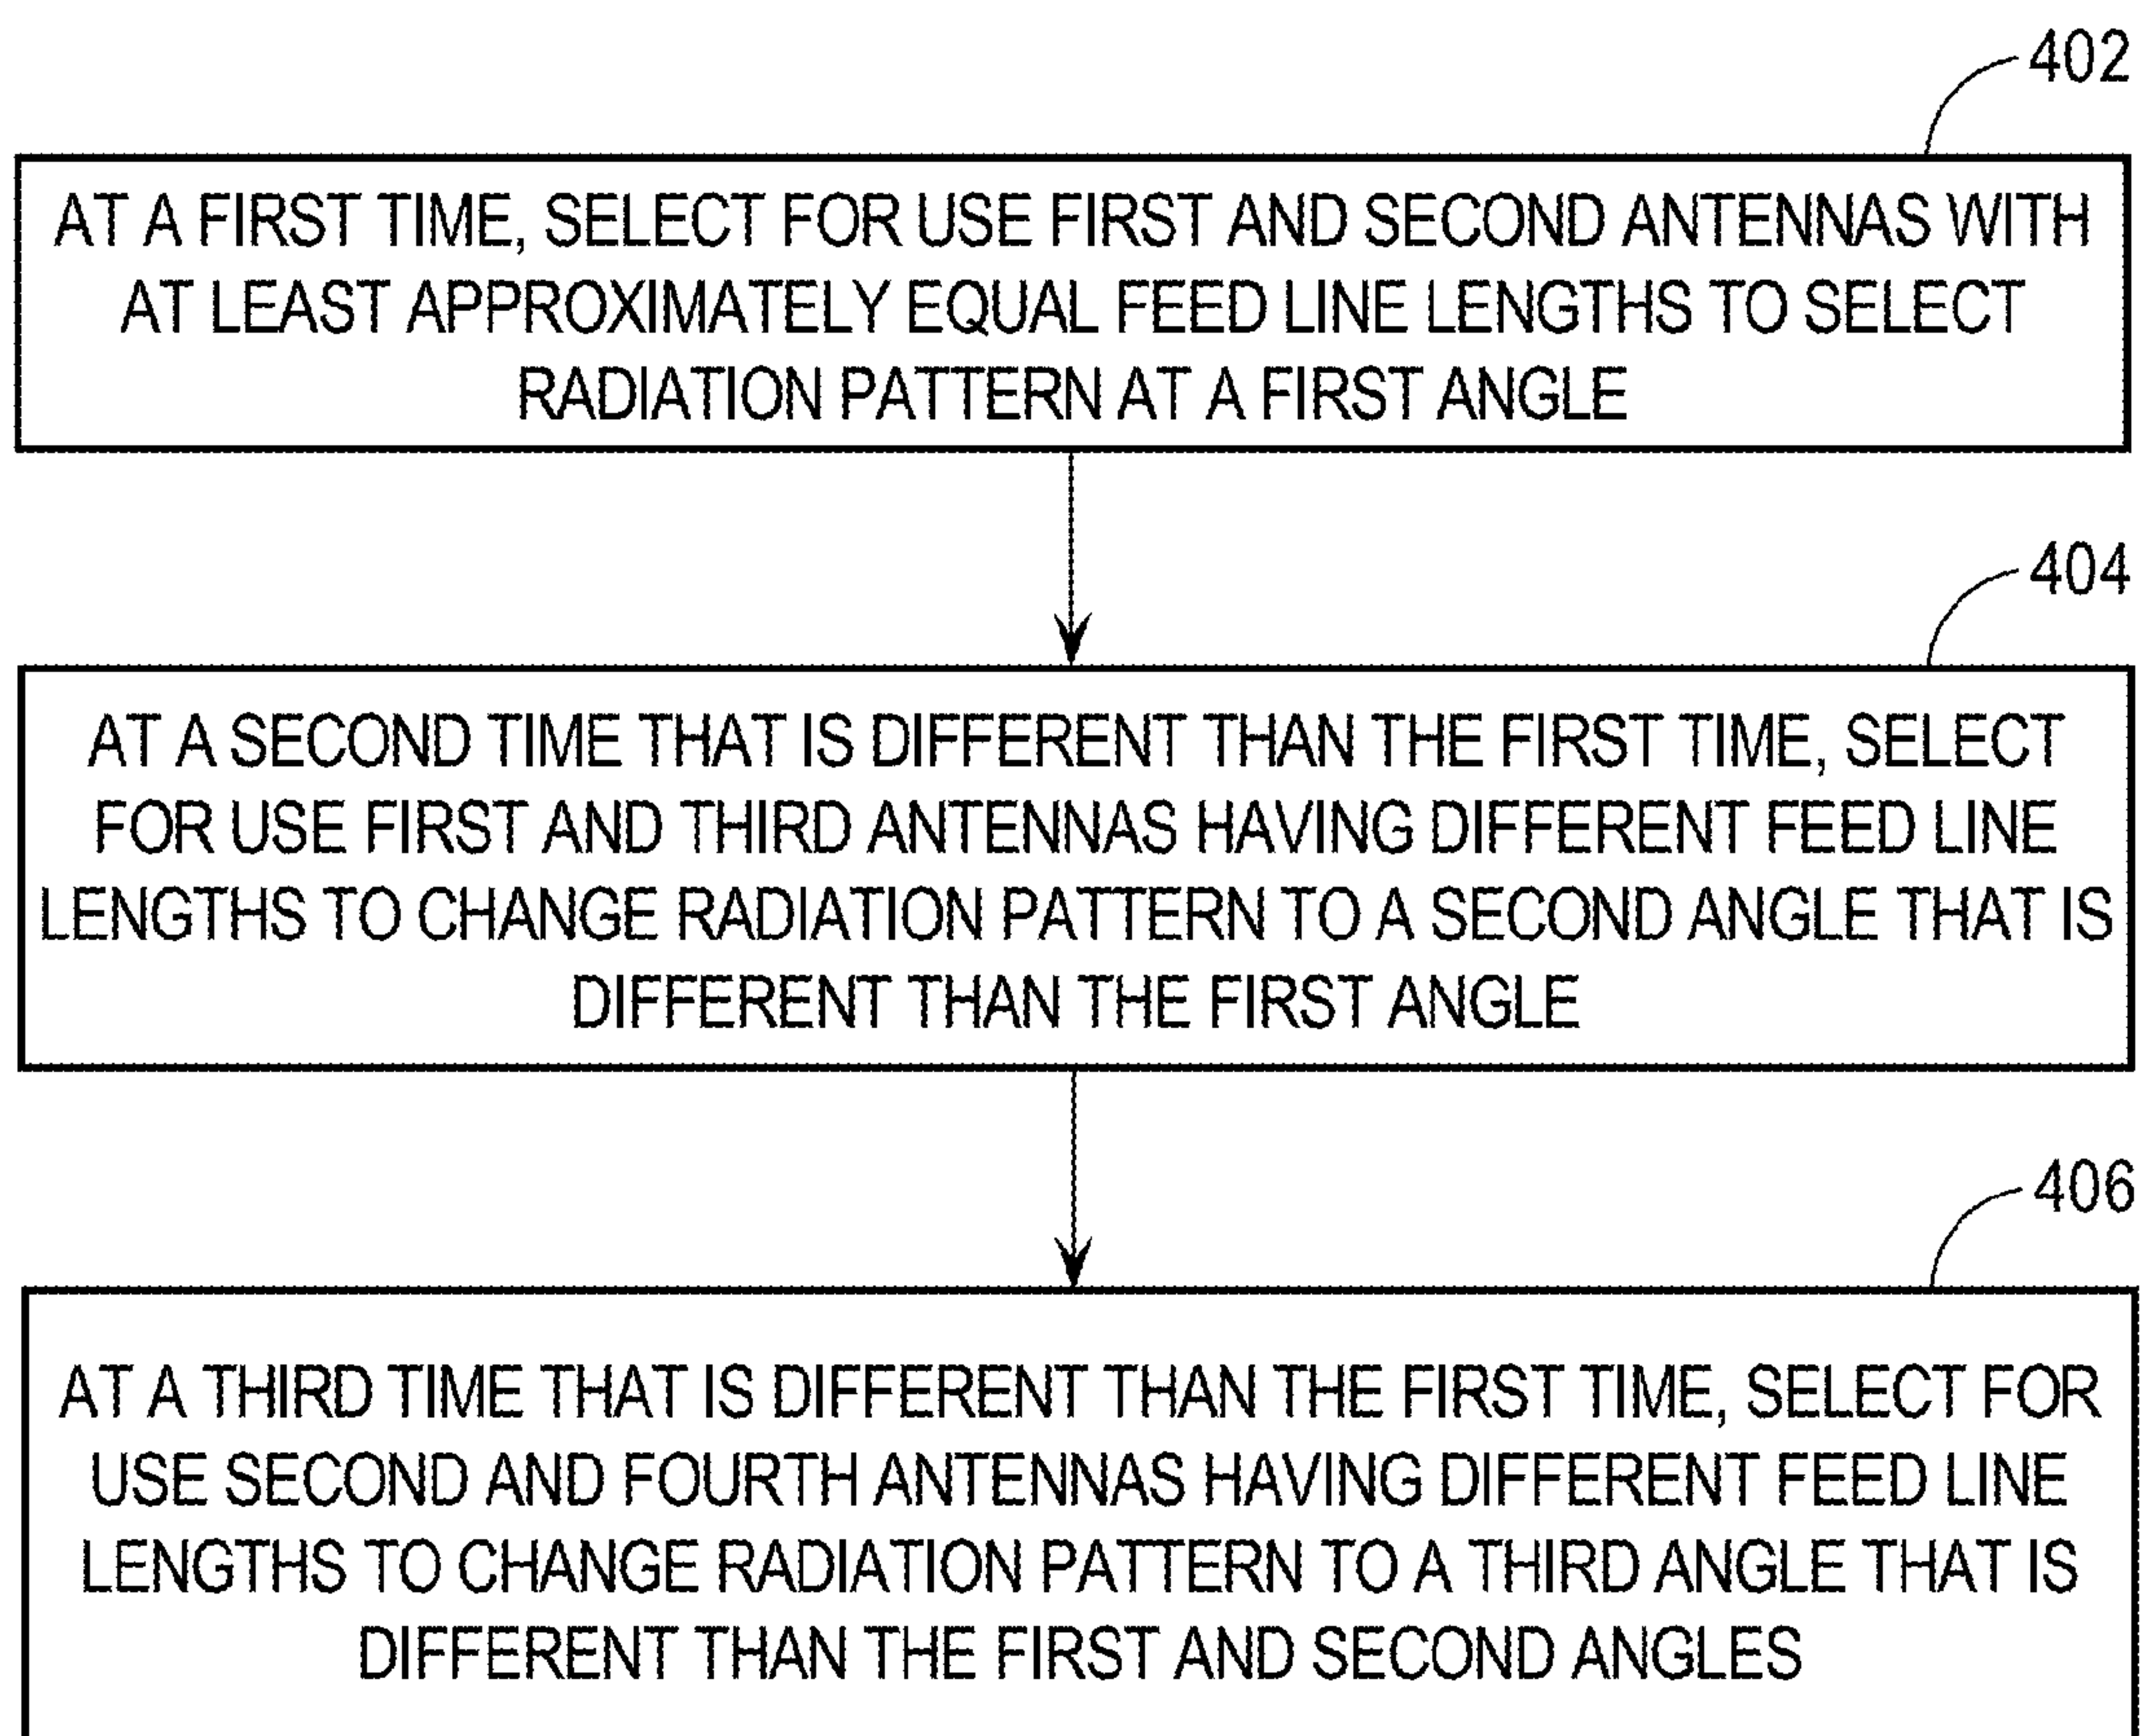 402
AT A FIRST TIME, SELECT FOR USE FIRST AND SECOND ANTENNAS WITH
AT LEAST APPROXIMATELY EQUAL FEED LINE LENGTHS TO SELECT
RADIATION PATTERN AT A FIRST ANGLE
404
AT A SECOND TIME THAT IS DIFFERENT THAN THE FIRST TIME, SELECT
FOR USE FIRST AND THIRD ANTENNAS HAVING DIFFERENT FEED LINE
LENGTHS TO CHANGE RADIATION PATTERN TO A SECOND ANGLE THAT IS
DIFFERENT THAN THE FIRST ANGLE
406
AT A THIRD TIME THAT IS DIFFERENT THAN THE FIRST TIME, SELECT FOR
USE SECOND AND FOURTH ANTENNAS HAVING DIFFERENT FEED LINE
LENGTHS TO CHANGE RADIATION PATTERN TO A THIRD ANGLE THAT IS
DIFFERENT THAN THE FIRST AND SECOND ANGLES